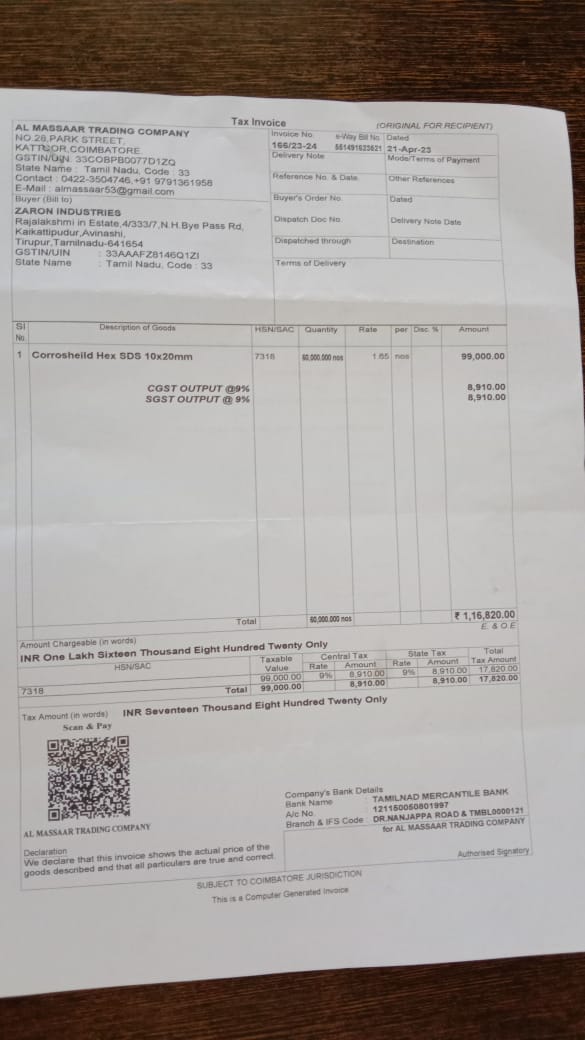 Tax Invoice
(ORIGINAL FOR RECIPIENT)
AL MASSAAR TRADING COMPANY
NO.26,PARK STREET,
KATTOOR,COIMBATORE
GSTIN/UIN: 33COBPB0077D1ZQ
State Name : Tamil Nadu, Code : 33
Contact : 0422-3504746,+91 9791361958
E-Mail : almassaar53@gmail.com
Buyer (Bill to)
ZARON INDUSTRIES
Rajalakshmi in Estate,4/333/7,N.H.Bye Pass Rd,
Kaikattipudur,Avinashi,
Tirupur,Tamilnadu-641654
GSTIN/UIN : 33AAAFZ8146Q1ZI
State Name : Tamil Nadu, Code : 33
Invoice No. e-Way Bill No. Dated
166/23-24 551491623621 21-Apr-23
Delivery Note Mode/Terms of Payment
Reference No. & Date. Other References
Buyer's Order No. Dated
Dispatch Doc No. Delivery Note Date
Dispatched through Destination
Terms of Delivery
Sl No. Description of Goods HSN/SAC Quantity Rate per Disc. % Amount
1 Corrosheild Hex SDS 10x20mm 7318 60,000.000 nos 1.65 nos 99,000.00
CGST OUTPUT @9% 8,910.00
SGST OUTPUT @ 9% 8,910.00
Total 60,000.000 nos ₹ 1,16,820.00
Amount Chargeable (in words) E. & O.E
INR One Lakh Sixteen Thousand Eight Hundred Twenty Only
HSN/SAC Taxable Value Central Tax State Tax Total Tax Amount
Rate Amount Rate Amount
7318 99,000.00 9% 8,910.00 9% 8,910.00 17,820.00
Total 99,000.00 8,910.00 8,910.00 17,820.00
Tax Amount (in words) INR Seventeen Thousand Eight Hundred Twenty Only
Scan & Pay
AL MASSAAR TRADING COMPANY
Company's Bank Details
Bank Name : TAMILNAD MERCANTILE BANK
A/c No. : 121150050801997
Branch & IFS Code : DR.NANJAPPA ROAD & TMBL0000121
for AL MASSAAR TRADING COMPANY
Declaration
We declare that this invoice shows the actual price of the
goods described and that all particulars are true and correct.
Authorised Signatory
SUBJECT TO COIMBATORE JURISDICTION
This is a Computer Generated Invoice